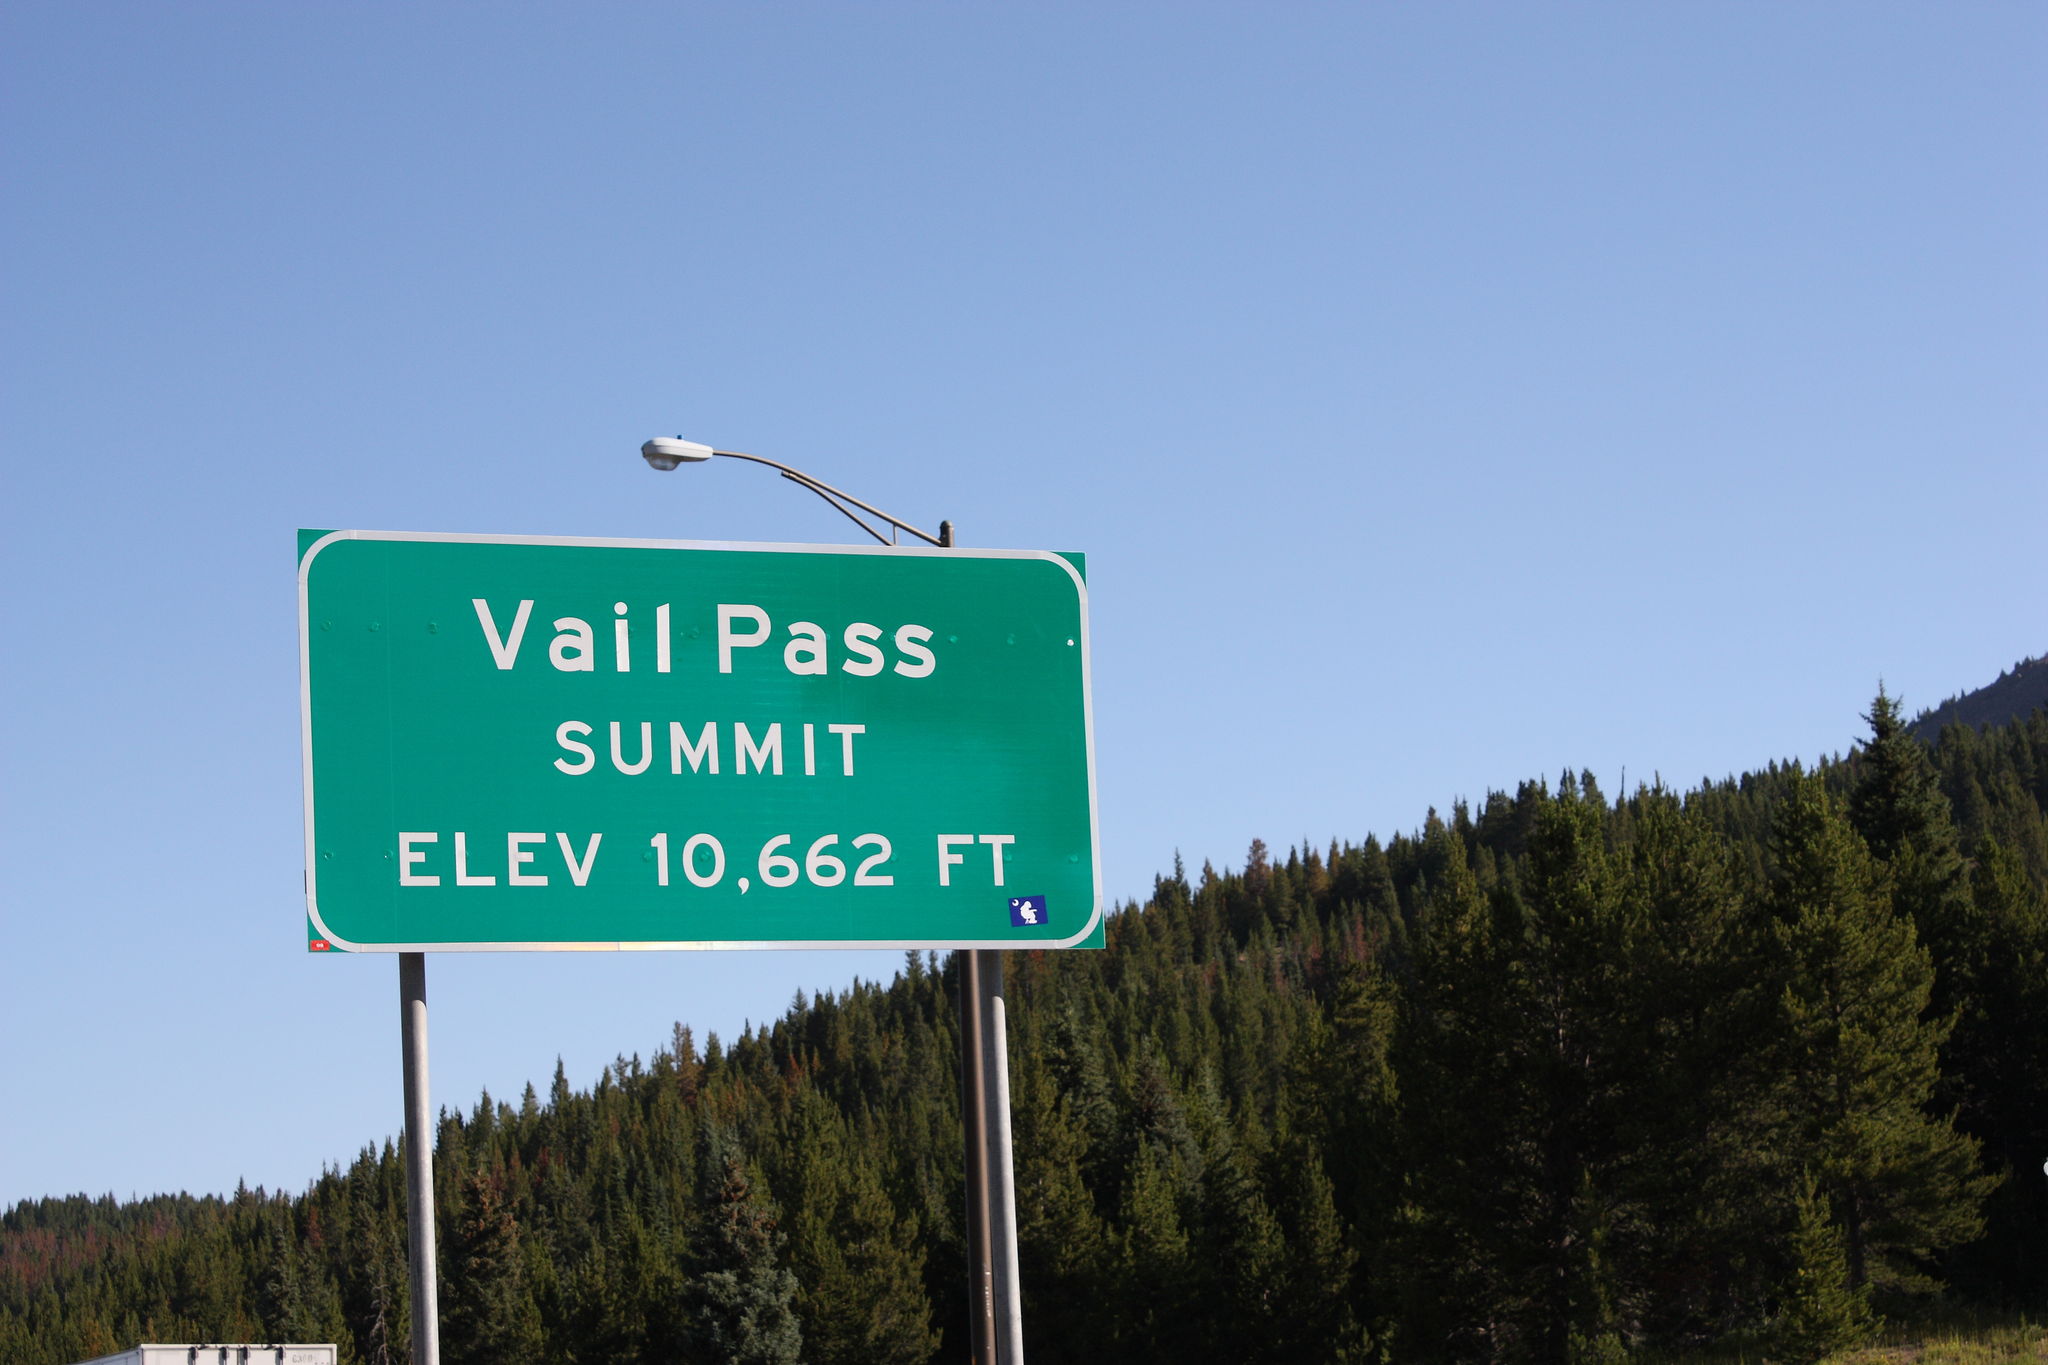 Vail Pass
SUMMIT
ELEV 10,662 FT